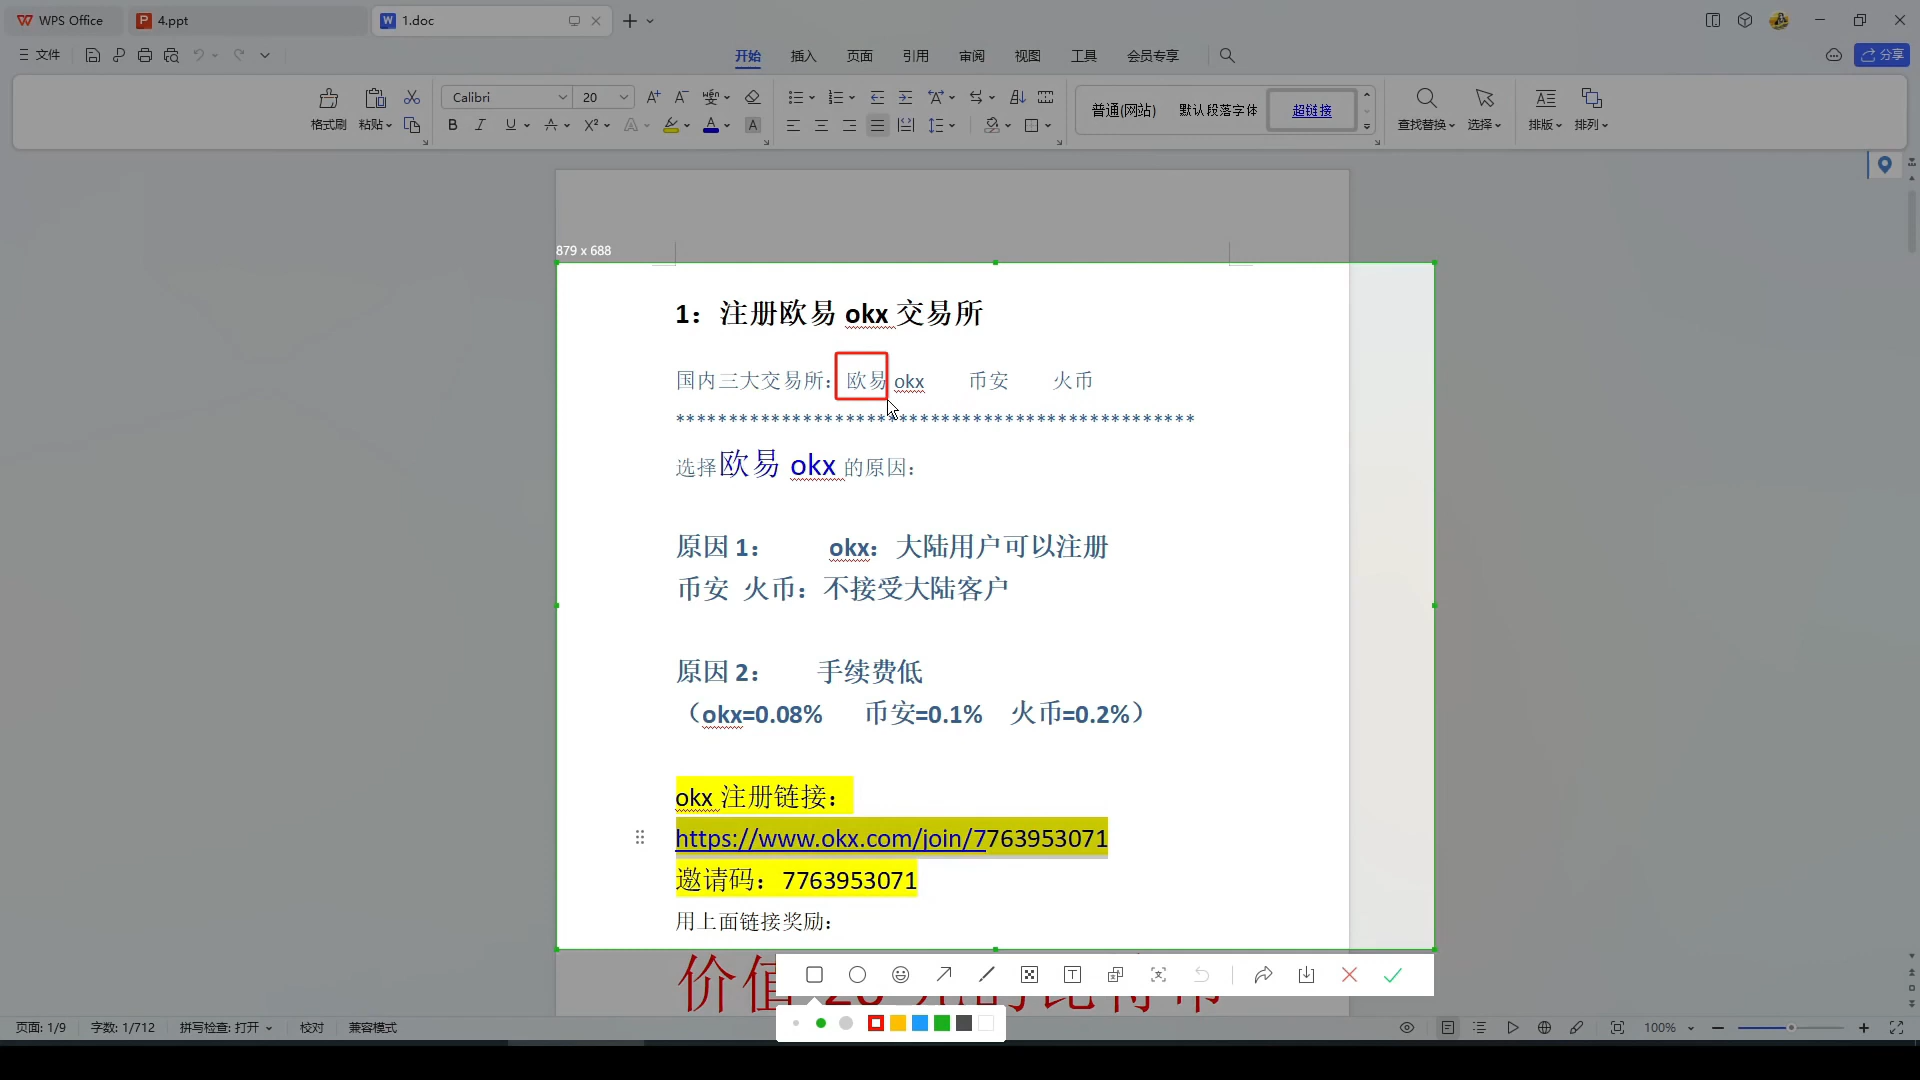 WPS Office
4.ppt
1.doc
文件
开始 插入 页面 引用 审阅 视图 工具 会员专享
分享
格式刷 粘贴
Calibri 20
普通(网站) 默认段落字体 超链接
查找替换 选择 排版 排列
879 x 688
1：注册欧易 okx 交易所
国内三大交易所：欧易 okx 币安 火币
*************************************************
选择欧易 okx 的原因：
原因 1： okx：大陆用户可以注册
币安 火币：不接受大陆客户
原因 2： 手续费低
（okx=0.08% 币安=0.1% 火币=0.2%）
okx 注册链接：
https://www.okx.com/join/7763953071
邀请码：7763953071
用上面链接奖励：
价值
页面: 1/9 字数: 1/712 拼写检查: 打开 校对 兼容模式
100%